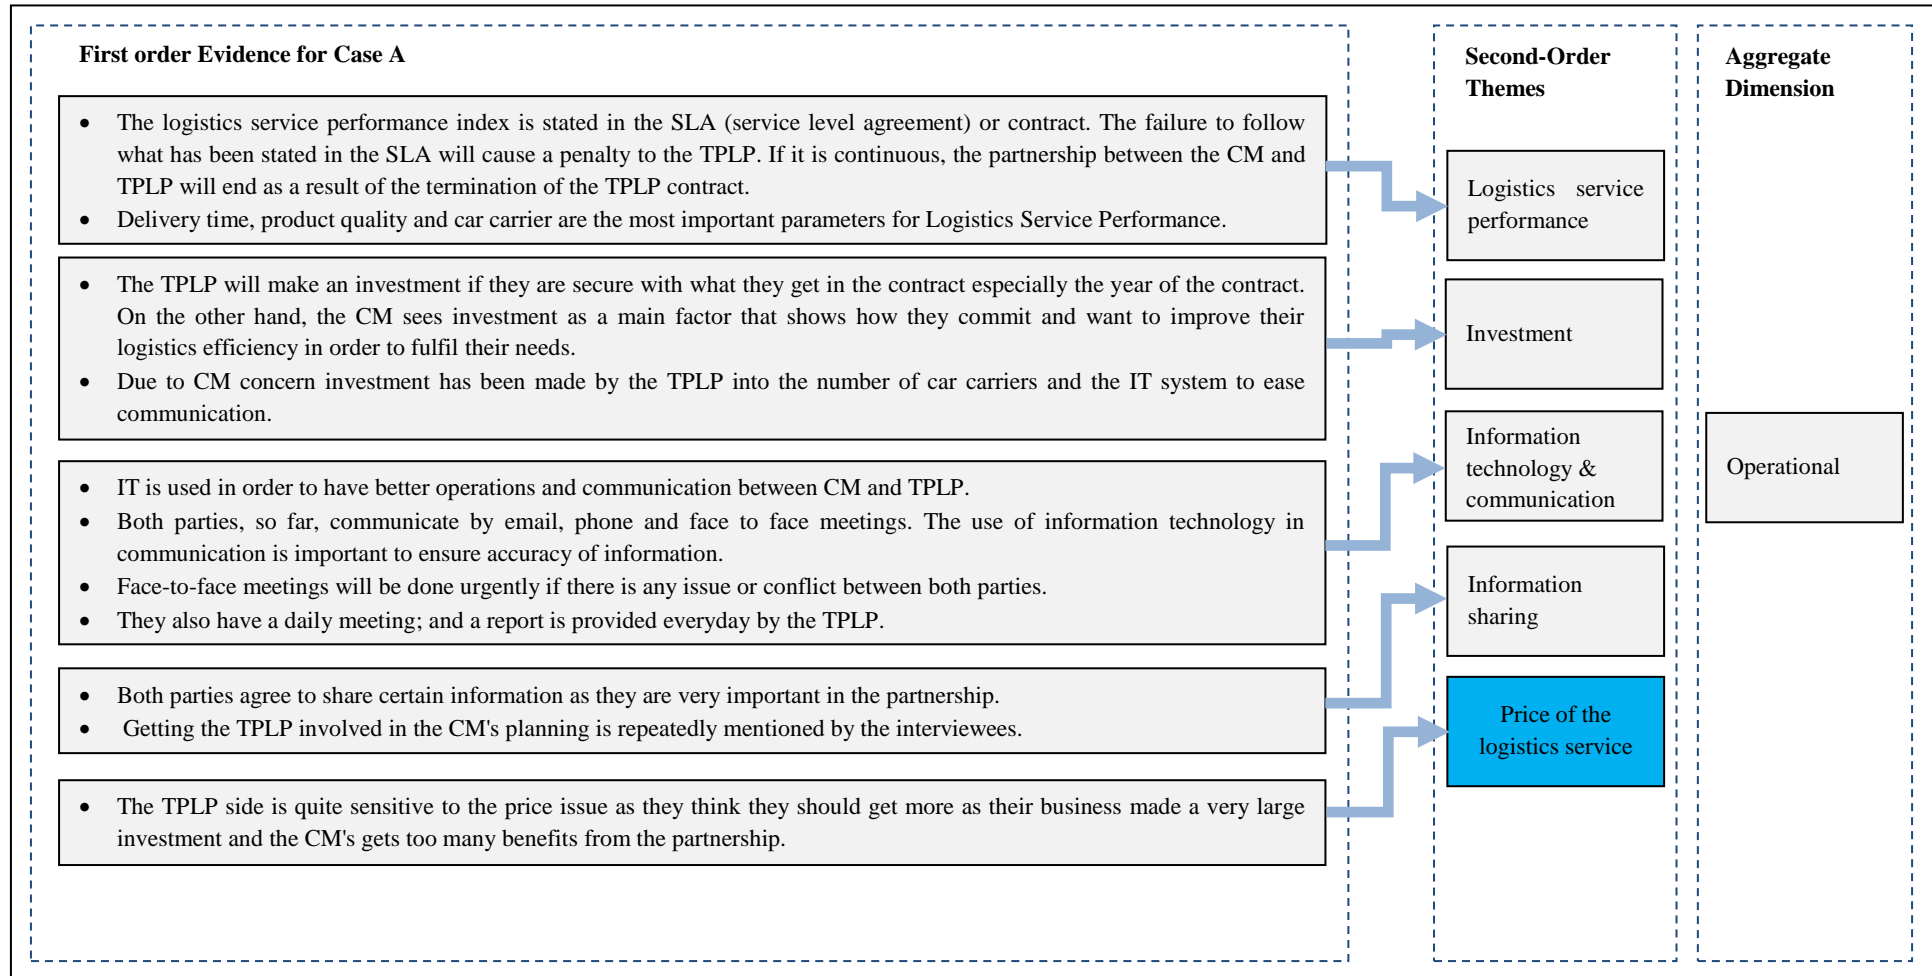 First order Evidence for Case A
• The logistics service performance index is stated in the SLA (service level agreement) or contract. The failure to follow
what has been stated in the SLA will cause a penalty to the TPLP. If it is continuous, the partnership between the CM and
TPLP will end as a result of the termination of the TPLP contract.
• Delivery time, product quality and car carrier are the most important parameters for Logistics Service Performance.
• The TPLP will make an investment if they are secure with what they get in the contract especially the year of the contract.
On the other hand, the CM sees investment as a main factor that shows how they commit and want to improve their
logistics efficiency in order to fulfil their needs.
• Due to CM concern investment has been made by the TPLP into the number of car carriers and the IT system to ease
communication.
• IT is used in order to have better operations and communication between CM and TPLP.
• Both parties, so far, communicate by email, phone and face to face meetings. The use of information technology in
communication is important to ensure accuracy of information.
• Face-to-face meetings will be done urgently if there is any issue or conflict between both parties.
• They also have a daily meeting; and a report is provided everyday by the TPLP.
• Both parties agree to share certain information as they are very important in the partnership.
• Getting the TPLP involved in the CM's planning is repeatedly mentioned by the interviewees.
• The TPLP side is quite sensitive to the price issue as they think they should get more as their business made a very large
investment and the CM's gets too many benefits from the partnership.
Second-Order
Themes
Logistics service
performance
Investment
Information
technology &
communication
Information
sharing
Price of the
logistics service
Aggregate
Dimension
Operational